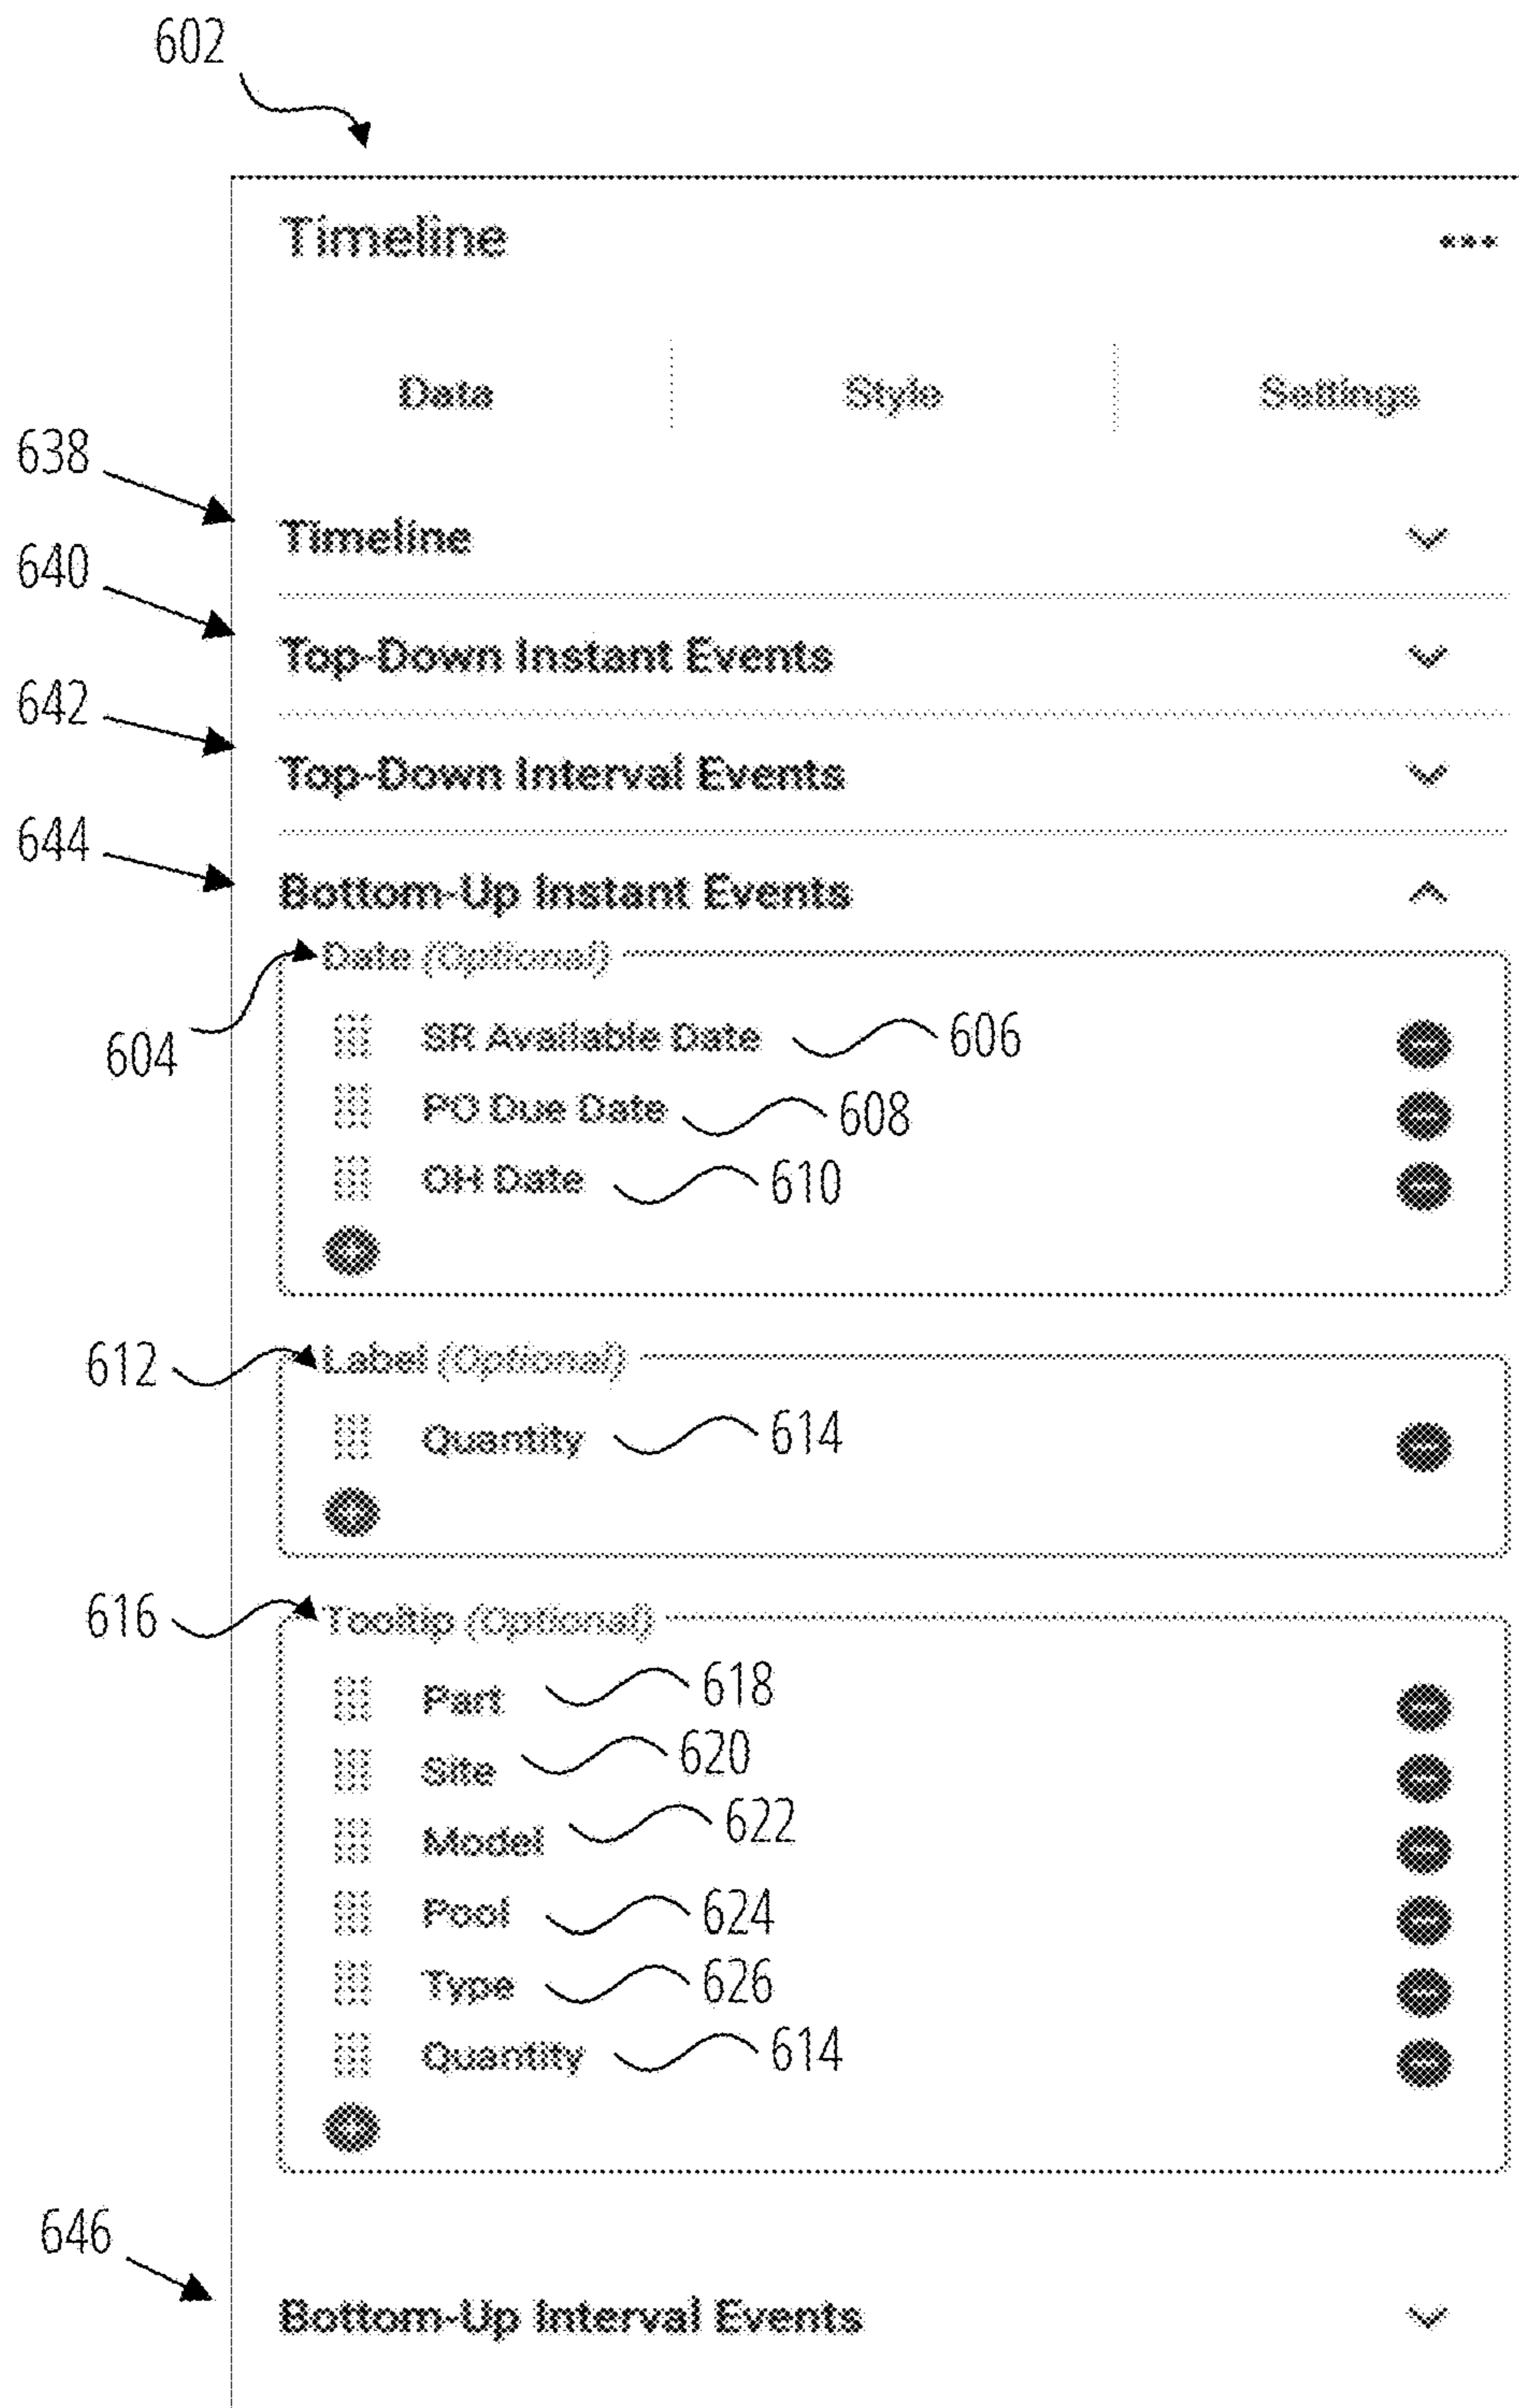 602
Timeline
Data Style Settings
638
Timeline
640
Top-Down Instant Events
642
Top-Down Interval Events
644
Bottom-Up Instant Events
604
Date (Optional)
SR Available Date 606
PO Due Date 608
OH Date 610
612
Label (Optional)
Quantity 614
616
Tooltip (Optional)
Part 618
Site 620
Model 622
Pool 624
Type 626
Quantity 614
646
Bottom-Up Interval Events